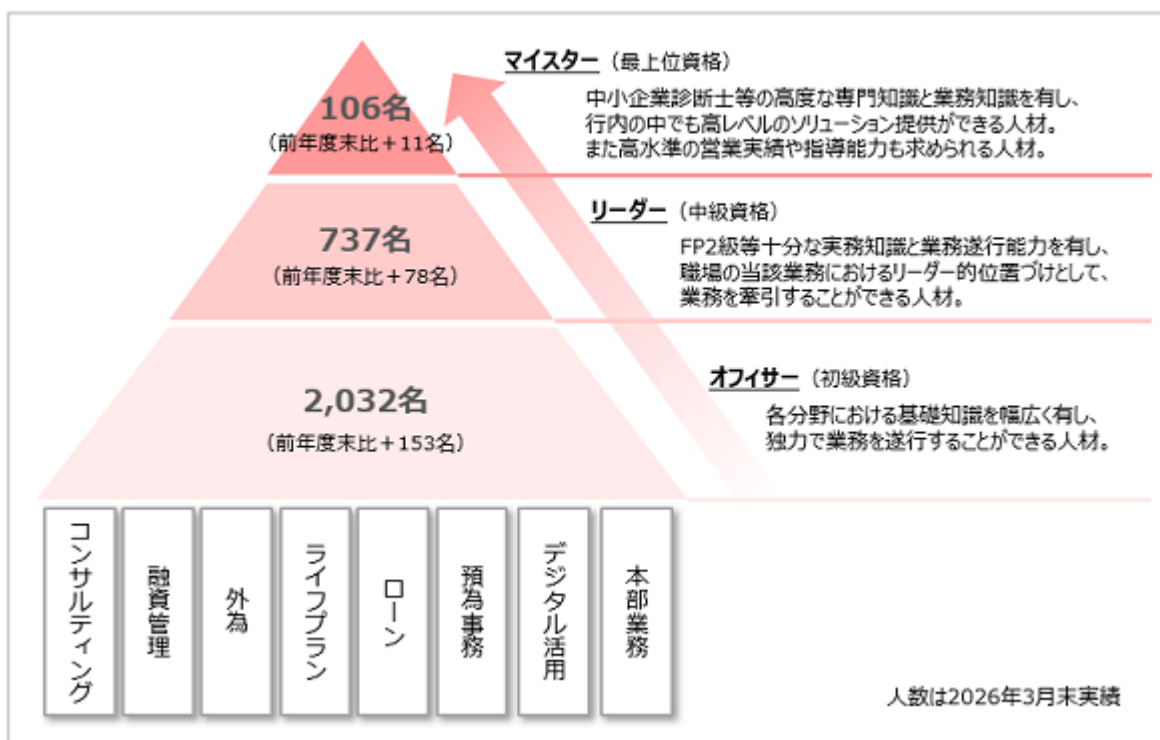 マイスター（最上位資格）
106名
（前年度末比＋11名）
中小企業診断士等の高度な専門知識と業務知識を有し、
行内の中でも高レベルのソリューション提供ができる人材。
また高水準の営業実績や指導能力も求められる人材。
リーダー（中級資格）
737名
（前年度末比＋78名）
FP2級等十分な実務知識と業務遂行能力を有し、
職場の当該業務におけるリーダー的位置づけとして、
業務を牽引することができる人材。
オフィサー（初級資格）
2,032名
（前年度末比＋153名）
各分野における基礎知識を幅広く有し、
独力で業務を遂行することができる人材。
コンサルティング
融資管理
外為
ライフプラン
ローン
預為事務
デジタル活用
本部業務
人数は2026年3月末実績